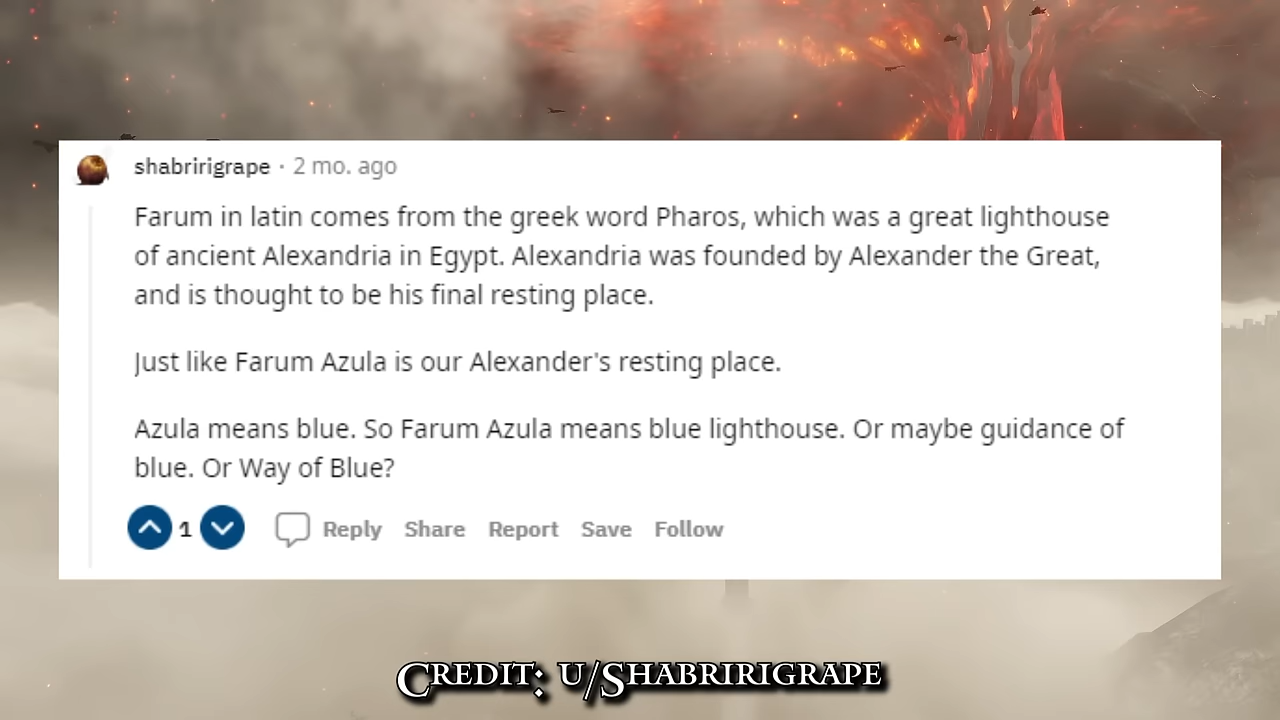 shabririgrape · 2 mo. ago
Farum in latin comes from the greek word Pharos, which was a great lighthouse
of ancient Alexandria in Egypt. Alexandria was founded by Alexander the Great,
and is thought to be his final resting place.
Just like Farum Azula is our Alexander's resting place.
Azula means blue. So Farum Azula means blue lighthouse. Or maybe guidance of
blue. Or Way of Blue?
1 Reply Share Report Save Follow
Credit: u/Shabririgrape